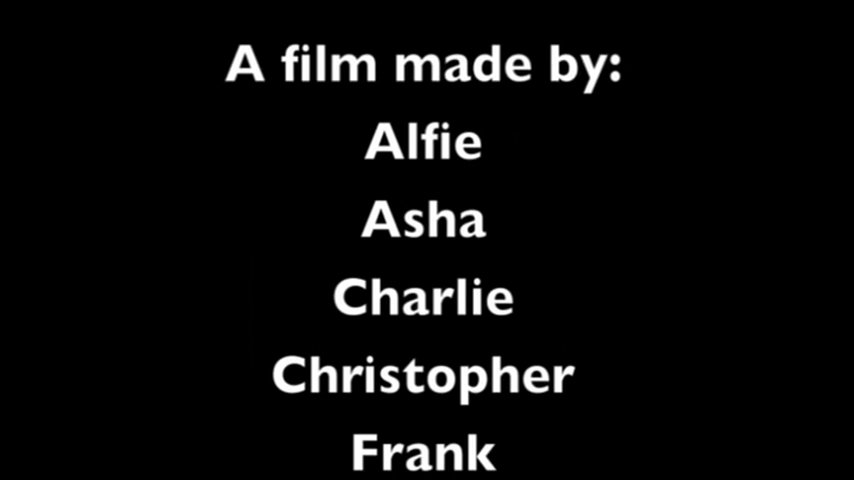 A film made by:
Alfie
Asha
Charlie
Christopher
Frank